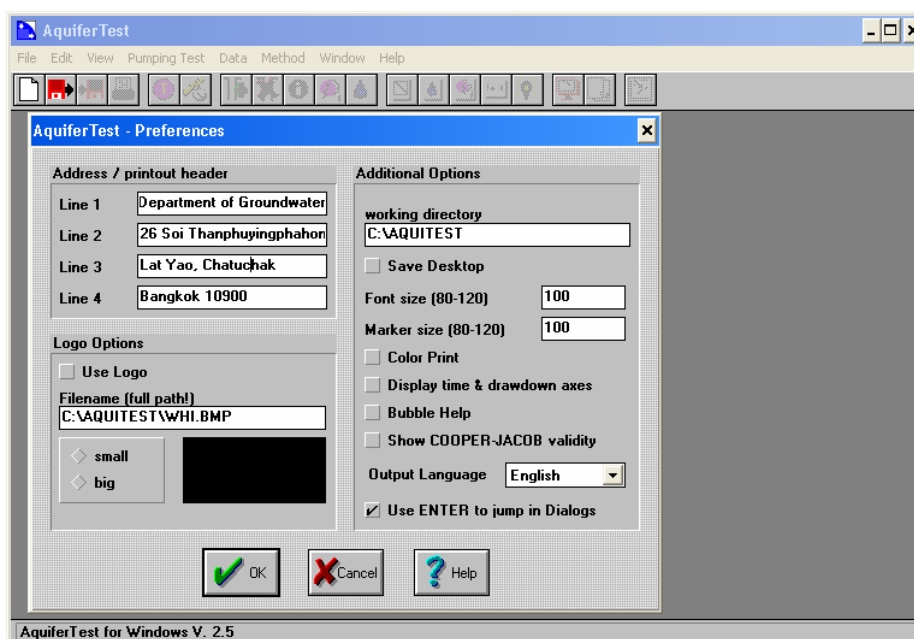 AquiferTest
File Edit View Pumping Test Data Method Window Help
AquiferTest - Preferences
Address / printout header
Line 1 Department of Groundwater
Line 2 26 Soi Thanphuyingphahon
Line 3 Lat Yao, Chatuchak
Line 4 Bangkok 10900
Logo Options
Use Logo
Filename (full path!)
C:\AQUITEST\WHI.BMP
small
big
Additional Options
working directory
C:\AQUITEST
Save Desktop
Font size (80-120) 100
Marker size (80-120) 100
Color Print
Display time & drawdown axes
Bubble Help
Show COOPER-JACOB validity
Output Language English
Use ENTER to jump in Dialogs
OK Cancel Help
AquiferTest for Windows V. 2.5